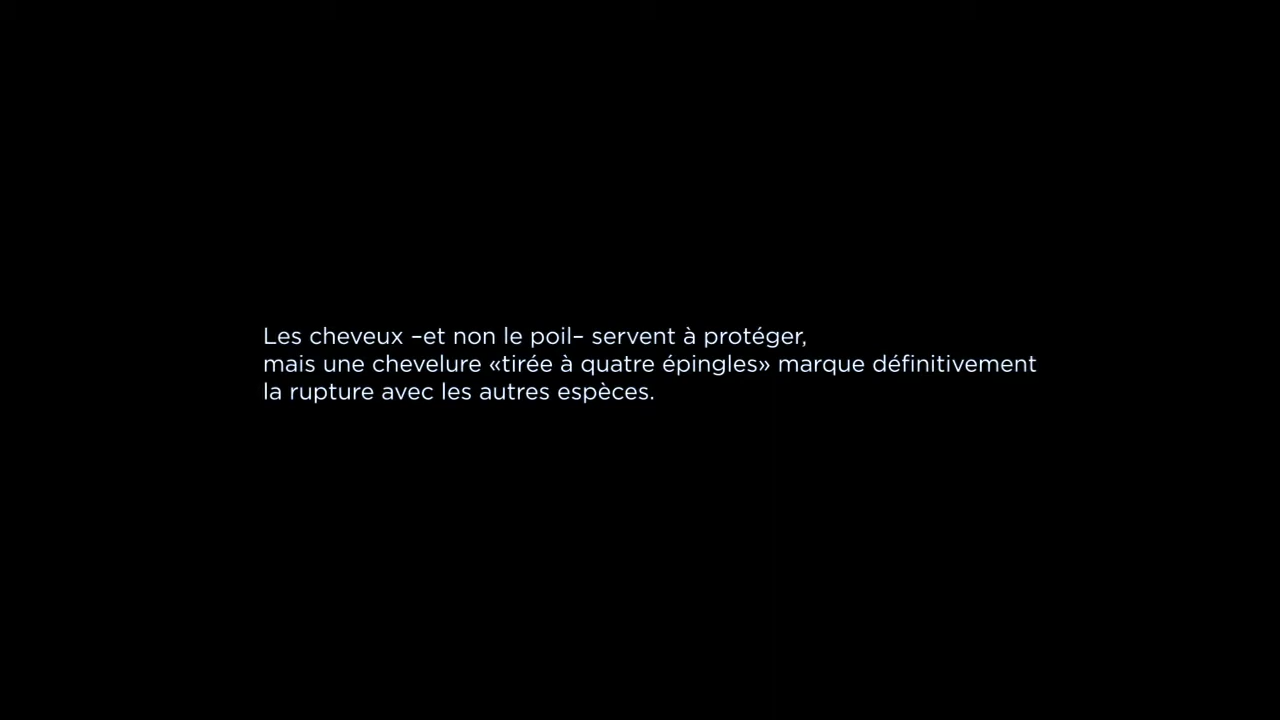 Les cheveux –et non le poil– servent à protéger,
mais une chevelure «tirée à quatre épingles» marque définitivement
la rupture avec les autres espèces.